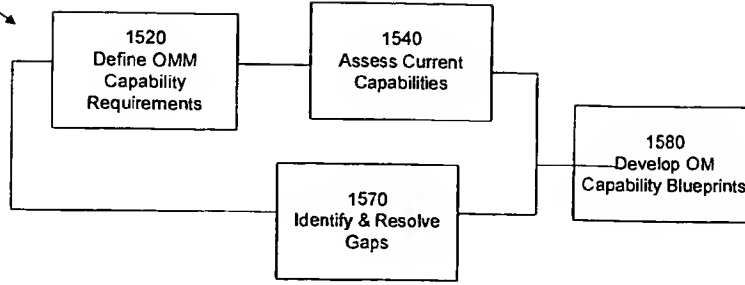 1520
Define OMM
Capability
Requirements
1540
Assess Current
Capabilities
1570
Identify & Resolve
Gaps
1580
Develop OM
Capability Blueprints